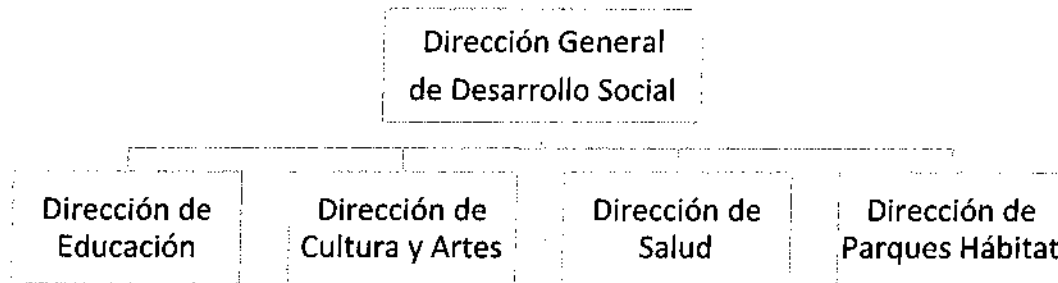 Dirección General
de Desarrollo Social
Dirección de
Educación
Dirección de
Cultura y Artes
Dirección de
Salud
Dirección de
Parques Hábitat